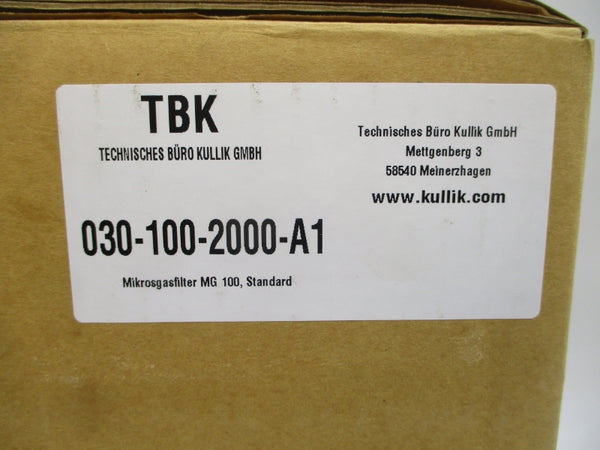 TBK
TECHNISCHES BÜRO KULLIK GMBH
Technisches Büro Kullik GmbH
Mettgenberg 3
58540 Meinerzhagen
www.kullik.com
030-100-2000-A1
Mikrosgasfilter MG 100, Standard